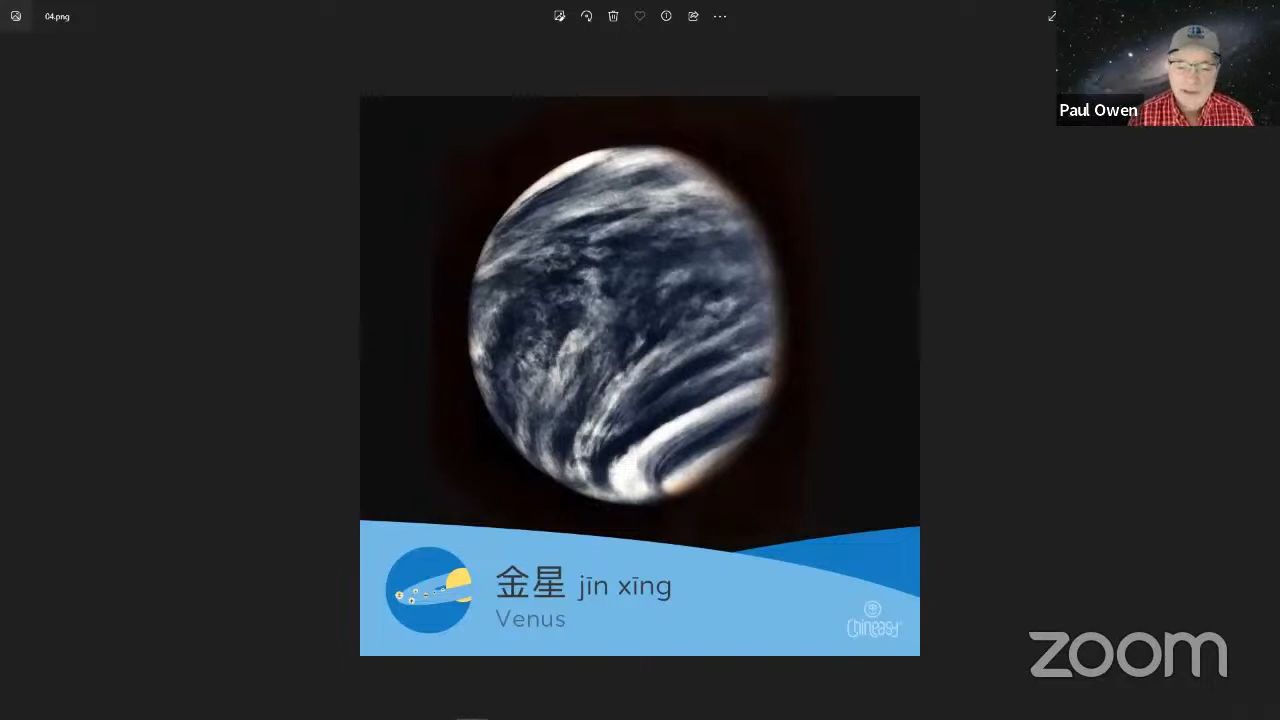 04.png
Paul Owen
金星 jīn xīng
Venus
Chineasy
zoom